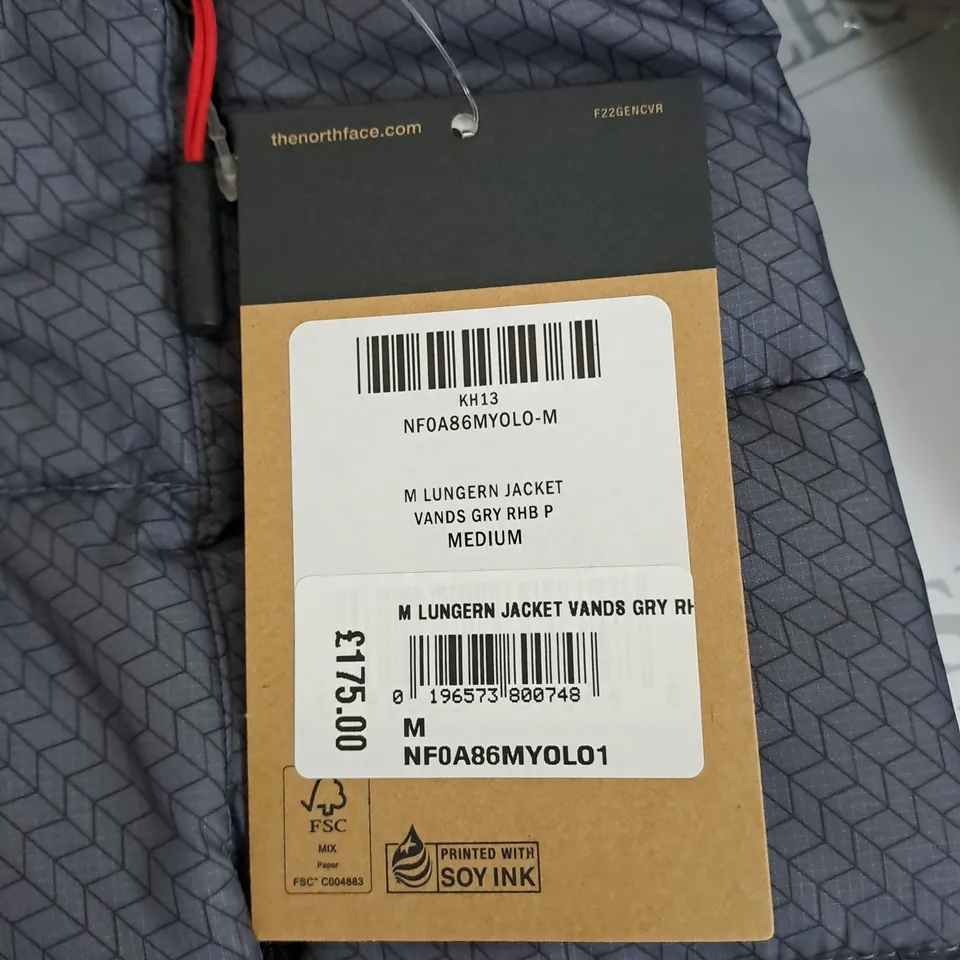 thenorthface.com
F22GENCVR
KH13
NF0A86MYOLO-M
M LUNGERN JACKET
VANDS GRY RHB P
MEDIUM
M LUNGERN JACKET VANDS GRY RH
£175.00
0 196573 800748
M
NF0A86MYOLO1
FSC
MIX
Paper
FSC™ C004883
PRINTED WITH
SOY INK